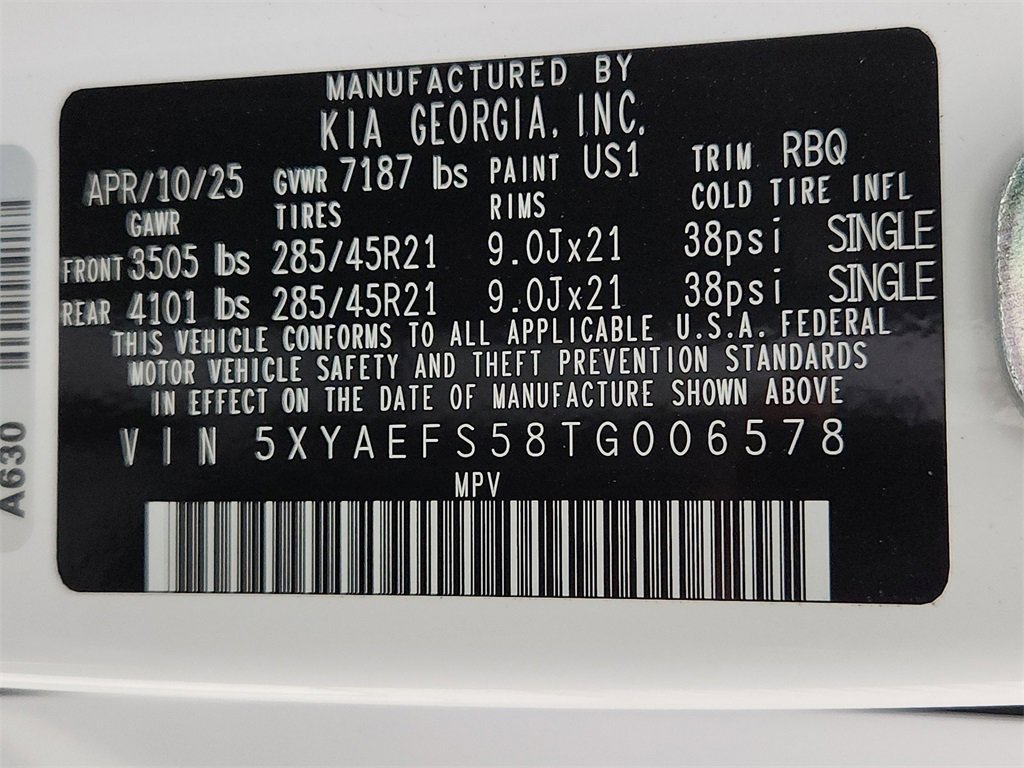 MANUFACTURED BY
KIA GEORGIA, INC.
APR/10/25 GVWR 7187 lbs PAINT US1 TRIM RBQ
GAWR TIRES RIMS COLD TIRE INFL
FRONT 3505 lbs 285/45R21 9.0Jx21 38psi SINGLE
REAR 4101 lbs 285/45R21 9.0Jx21 38psi SINGLE
THIS VEHICLE CONFORMS TO ALL APPLICABLE U.S.A. FEDERAL
MOTOR VEHICLE SAFETY AND THEFT PREVENTION STANDARDS
IN EFFECT ON THE DATE OF MANUFACTURE SHOWN ABOVE
VIN 5XYAEFS58TG006578
MPV
A630